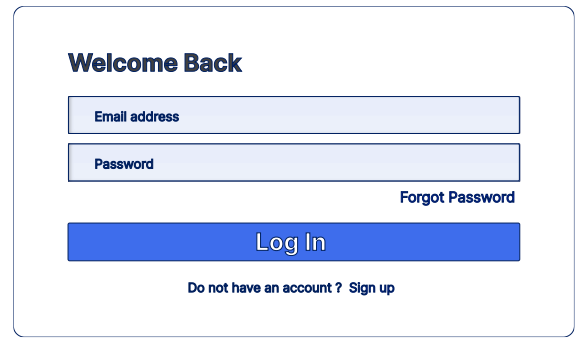 Welcome Back
Email address
Password
Forgot Password
Log In
Do not have an account ? Sign up